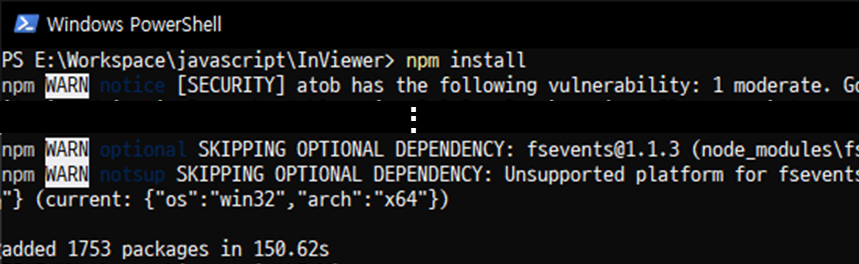 Windows PowerShell
PS E:\Workspace\javascript\InViewer> npm install
npm WARN notice [SECURITY] atob has the following vulnerability: 1 moderate. Go
npm WARN optional SKIPPING OPTIONAL DEPENDENCY: fsevents@1.1.3 (node_modules\fs
npm WARN notsup SKIPPING OPTIONAL DEPENDENCY: Unsupported platform for fsevents
"} (current: {"os":"win32","arch":"x64"})
added 1753 packages in 150.62s